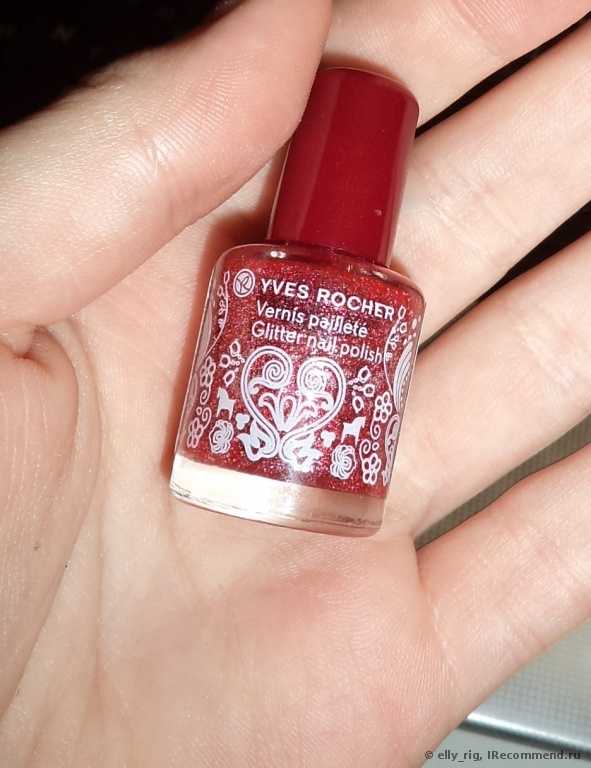 YVES ROCHER
Vernis pailleté
Glitter nail polish
© elly_rig, IRecommend.ru